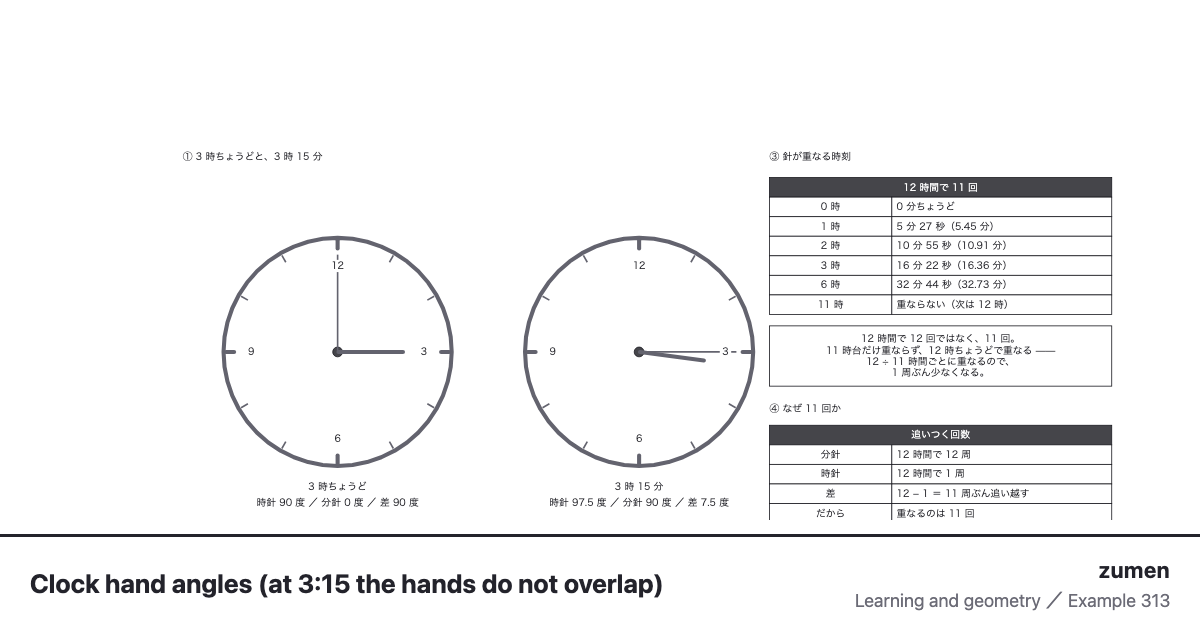 ① 3 時ちょうどと、3 時 15 分
12
9
3
6
3 時ちょうど
時針 90 度 ／ 分針 0 度 ／ 差 90 度
12
9
3
6
3 時 15 分
時針 97.5 度 ／ 分針 90 度 ／ 差 7.5 度
③ 針が重なる時刻
12 時間で 11 回
0 時 0 分ちょうど
1 時 5 分 27 秒（5.45 分）
2 時 10 分 55 秒（10.91 分）
3 時 16 分 22 秒（16.36 分）
6 時 32 分 44 秒（32.73 分）
11 時 重ならない（次は 12 時）
12 時間で 12 回ではなく、11 回。
11 時台だけ重ならず、12 時ちょうどで重なる ——
12 ÷ 11 時間ごとに重なるので、
1 周ぶん少なくなる。
④ なぜ 11 回か
追いつく回数
分針 12 時間で 12 周
時針 12 時間で 1 周
差 12 − 1 ＝ 11 周ぶん追い越す
だから 重なるのは 11 回
Clock hand angles (at 3:15 the hands do not overlap)
zumen
Learning and geometry ／ Example 313